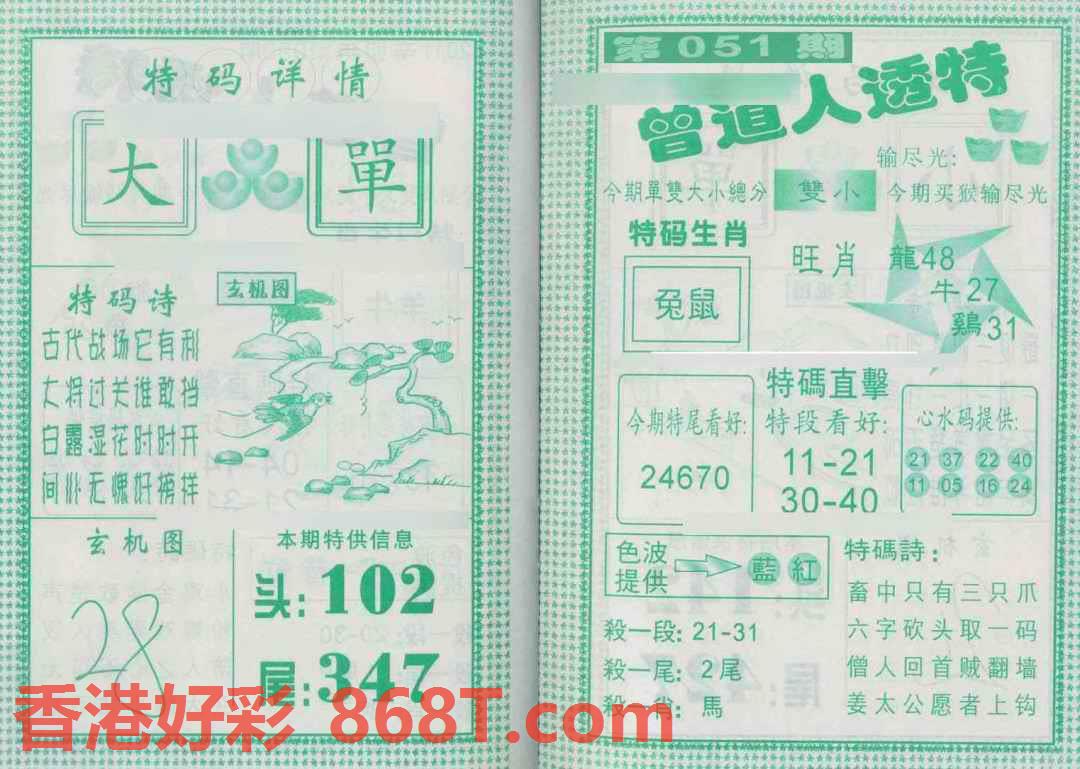 特码详情
大
單
特码诗
古代战场它有利
大将过关谁敢挡
白露湿花时时开
间业无螺好榜样
玄机图
玄机图
28
本期特供信息
头:102
尾:347
第051期
曾道人透特
输尽光:
今期單雙大小總分
雙小
今期买猴输尽光
特码生肖
兔鼠
旺肖
龍48
牛27
鷄31
今期特尾看好:
24670
特碼直擊
特段看好:
11-21
30-40
心水码提供:
21 37 22 40
11 05 16 24
色波
提供
藍 紅
殺一段:21-31
殺一尾:2尾
殺一肖:馬
特碼詩:
畜中只有三只爪
六字砍头取一码
僧人回首贼翻墙
姜太公愿者上钩
香港好彩 868T.com